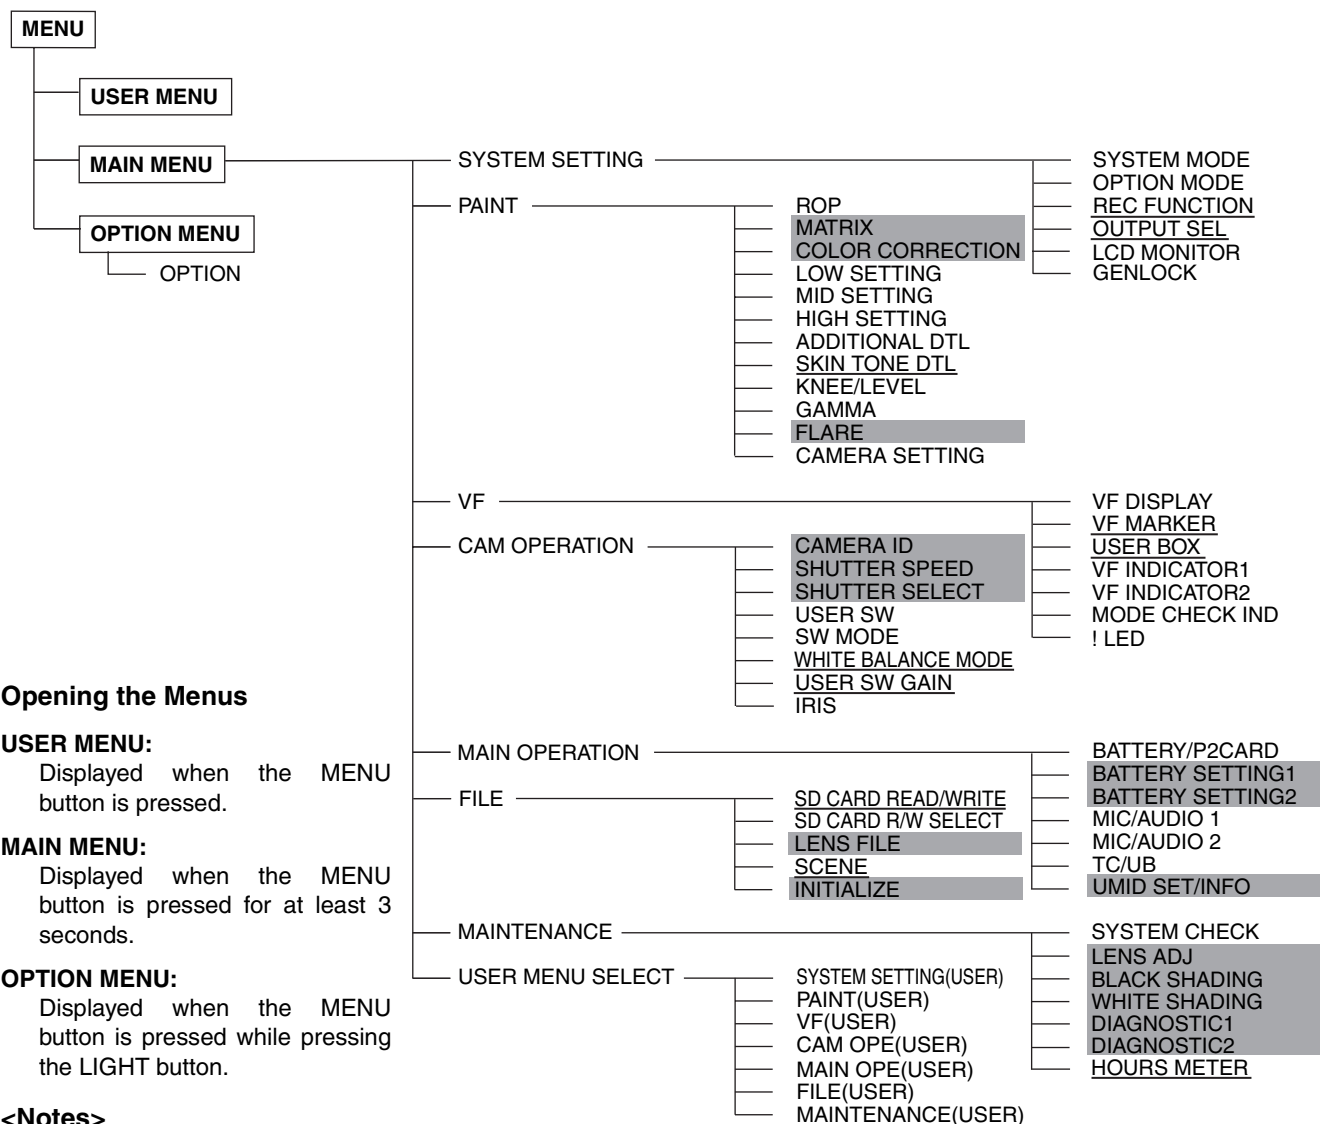 MENU
USER MENU
MAIN MENU
OPTION MENU
OPTION
SYSTEM SETTING
SYSTEM MODE
OPTION MODE
REC FUNCTION
OUTPUT SEL
LCD MONITOR
GENLOCK
PAINT
ROP
MATRIX
COLOR CORRECTION
LOW SETTING
MID SETTING
HIGH SETTING
ADDITIONAL DTL
SKIN TONE DTL
KNEE/LEVEL
GAMMA
FLARE
CAMERA SETTING
VF
VF DISPLAY
VF MARKER
USER BOX
VF INDICATOR1
VF INDICATOR2
MODE CHECK IND
! LED
CAM OPERATION
CAMERA ID
SHUTTER SPEED
SHUTTER SELECT
USER SW
SW MODE
WHITE BALANCE MODE
USER SW GAIN
IRIS
MAIN OPERATION
BATTERY/P2CARD
BATTERY SETTING1
BATTERY SETTING2
MIC/AUDIO 1
MIC/AUDIO 2
TC/UB
UMID SET/INFO
FILE
SD CARD READ/WRITE
SD CARD R/W SELECT
LENS FILE
SCENE
INITIALIZE
MAINTENANCE
SYSTEM CHECK
LENS ADJ
BLACK SHADING
WHITE SHADING
DIAGNOSTIC1
DIAGNOSTIC2
HOURS METER
USER MENU SELECT
SYSTEM SETTING(USER)
PAINT(USER)
VF(USER)
CAM OPE(USER)
MAIN OPE(USER)
FILE(USER)
MAINTENANCE(USER)
Opening the Menus
USER MENU:
Displayed when the MENU
button is pressed.
MAIN MENU:
Displayed when the MENU
button is pressed for at least 3
seconds.
OPTION MENU:
Displayed when the MENU
button is pressed while pressing
the LIGHT button.
<Notes>